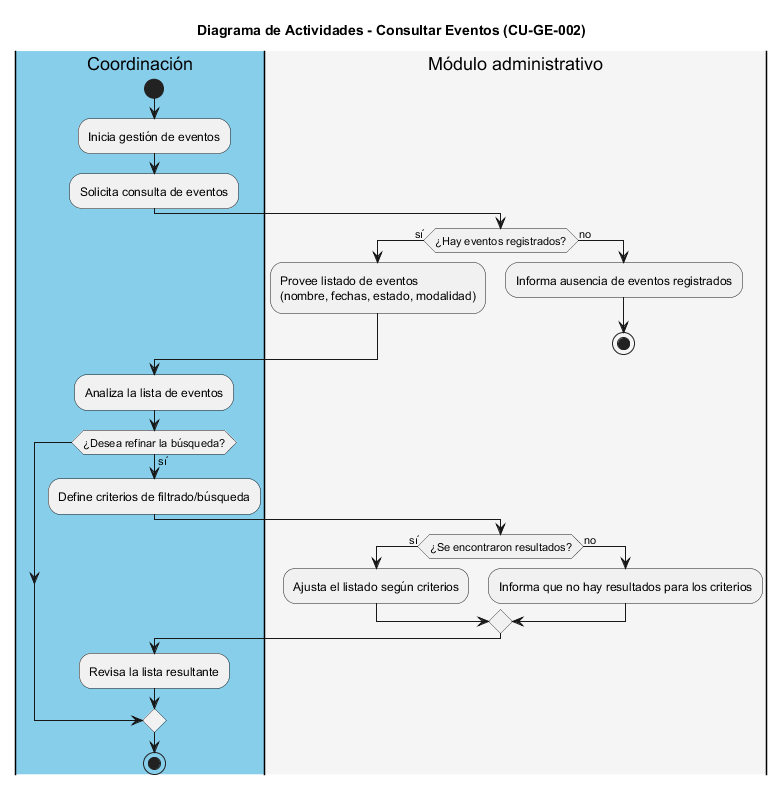 Diagrama de Actividades - Consultar Eventos (CU-GE-002)
Coordinación
Módulo administrativo
Inicia gestión de eventos
Solicita consulta de eventos
¿Hay eventos registrados?
sí
no
Provee listado de eventos
(nombre, fechas, estado, modalidad)
Informa ausencia de eventos registrados
Analiza la lista de eventos
¿Desea refinar la búsqueda?
sí
Define criterios de filtrado/búsqueda
¿Se encontraron resultados?
sí
no
Ajusta el listado según criterios
Informa que no hay resultados para los criterios
Revisa la lista resultante